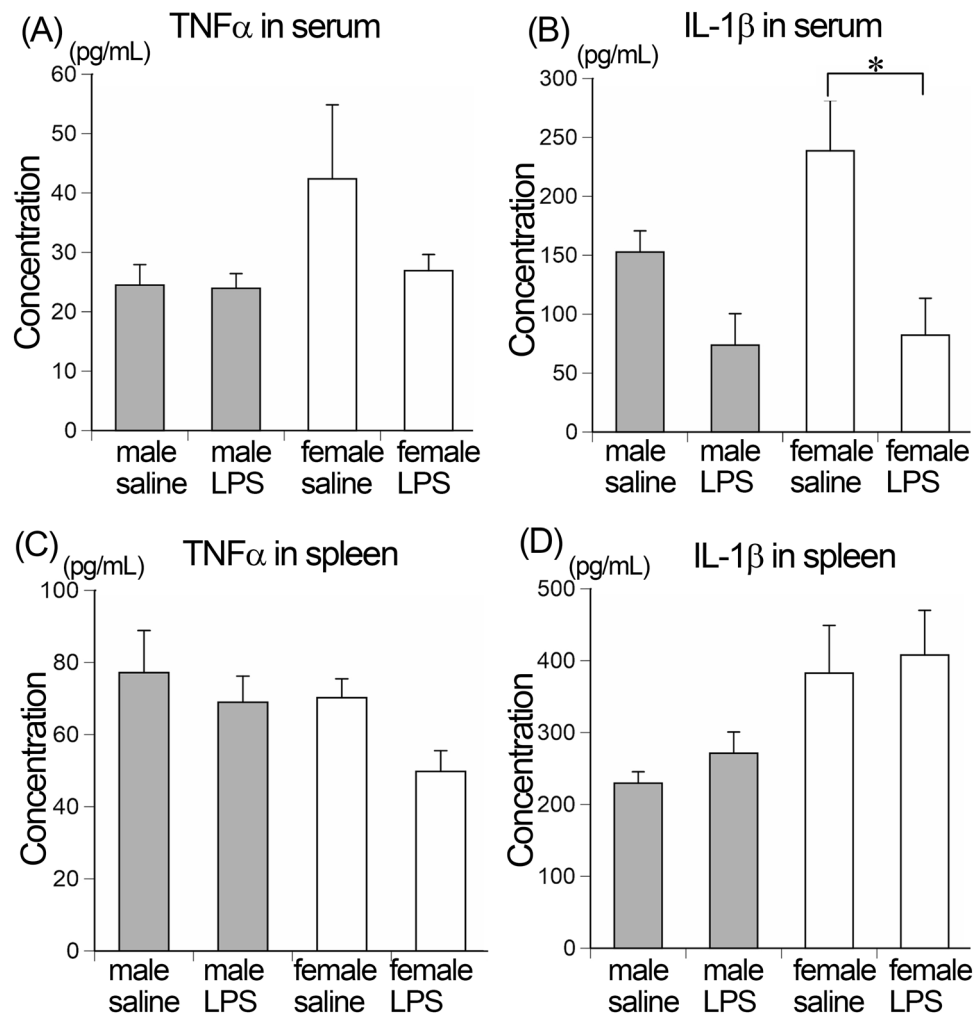 (A) TNFα in serum
(pg/mL)
Concentration
60
50
40
30
20
10
0
male saline
male LPS
female saline
female LPS
(B) IL-1β in serum
(pg/mL)
Concentration
300
250
200
150
100
50
0
*
male saline
male LPS
female saline
female LPS
(C) TNFα in spleen
(pg/mL)
Concentration
100
80
60
40
20
0
male saline
male LPS
female saline
female LPS
(D) IL-1β in spleen
(pg/mL)
Concentration
500
400
300
200
100
0
male saline
male LPS
female saline
female LPS